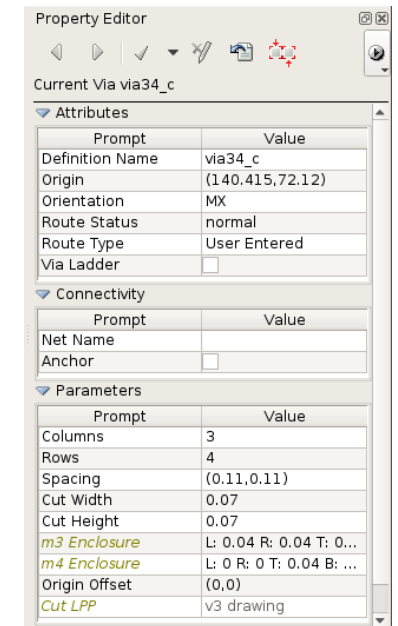 Property Editor
Current Via via34_c
Attributes
Prompt Value
Definition Name via34_c
Origin (140.415,72.12)
Orientation MX
Route Status normal
Route Type User Entered
Via Ladder
Connectivity
Prompt Value
Net Name
Anchor
Parameters
Prompt Value
Columns 3
Rows 4
Spacing (0.11,0.11)
Cut Width 0.07
Cut Height 0.07
m3 Enclosure L: 0.04 R: 0.04 T: 0...
m4 Enclosure L: 0 R: 0 T: 0.04 B: ...
Origin Offset (0,0)
Cut LPP v3 drawing